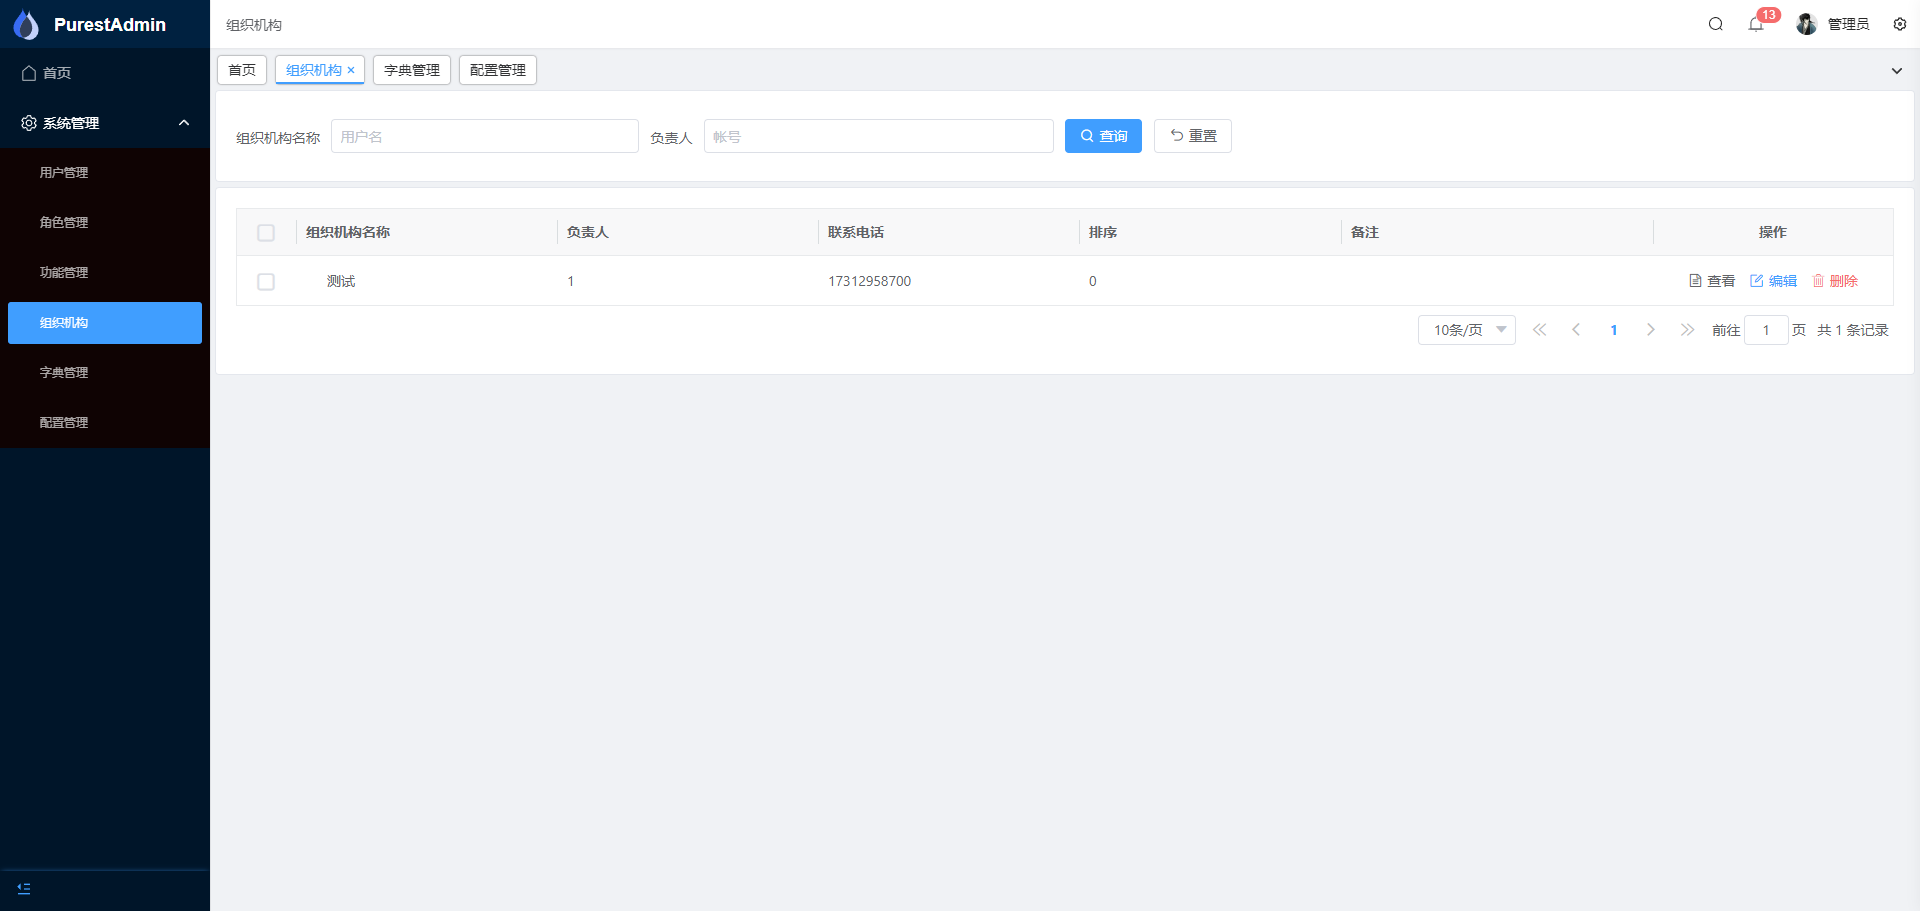 PurestAdmin
组织机构
13
管理员
首页
系统管理
用户管理
角色管理
功能管理
组织机构
字典管理
配置管理
首页
组织机构 ×
字典管理
配置管理
组织机构名称 用户名 负责人 帐号 查询 重置
组织机构名称 负责人 联系电话 排序 备注 操作
测试 1 17312958700 0 查看 编辑 删除
10条/页 1 前往 1 页 共 1 条记录